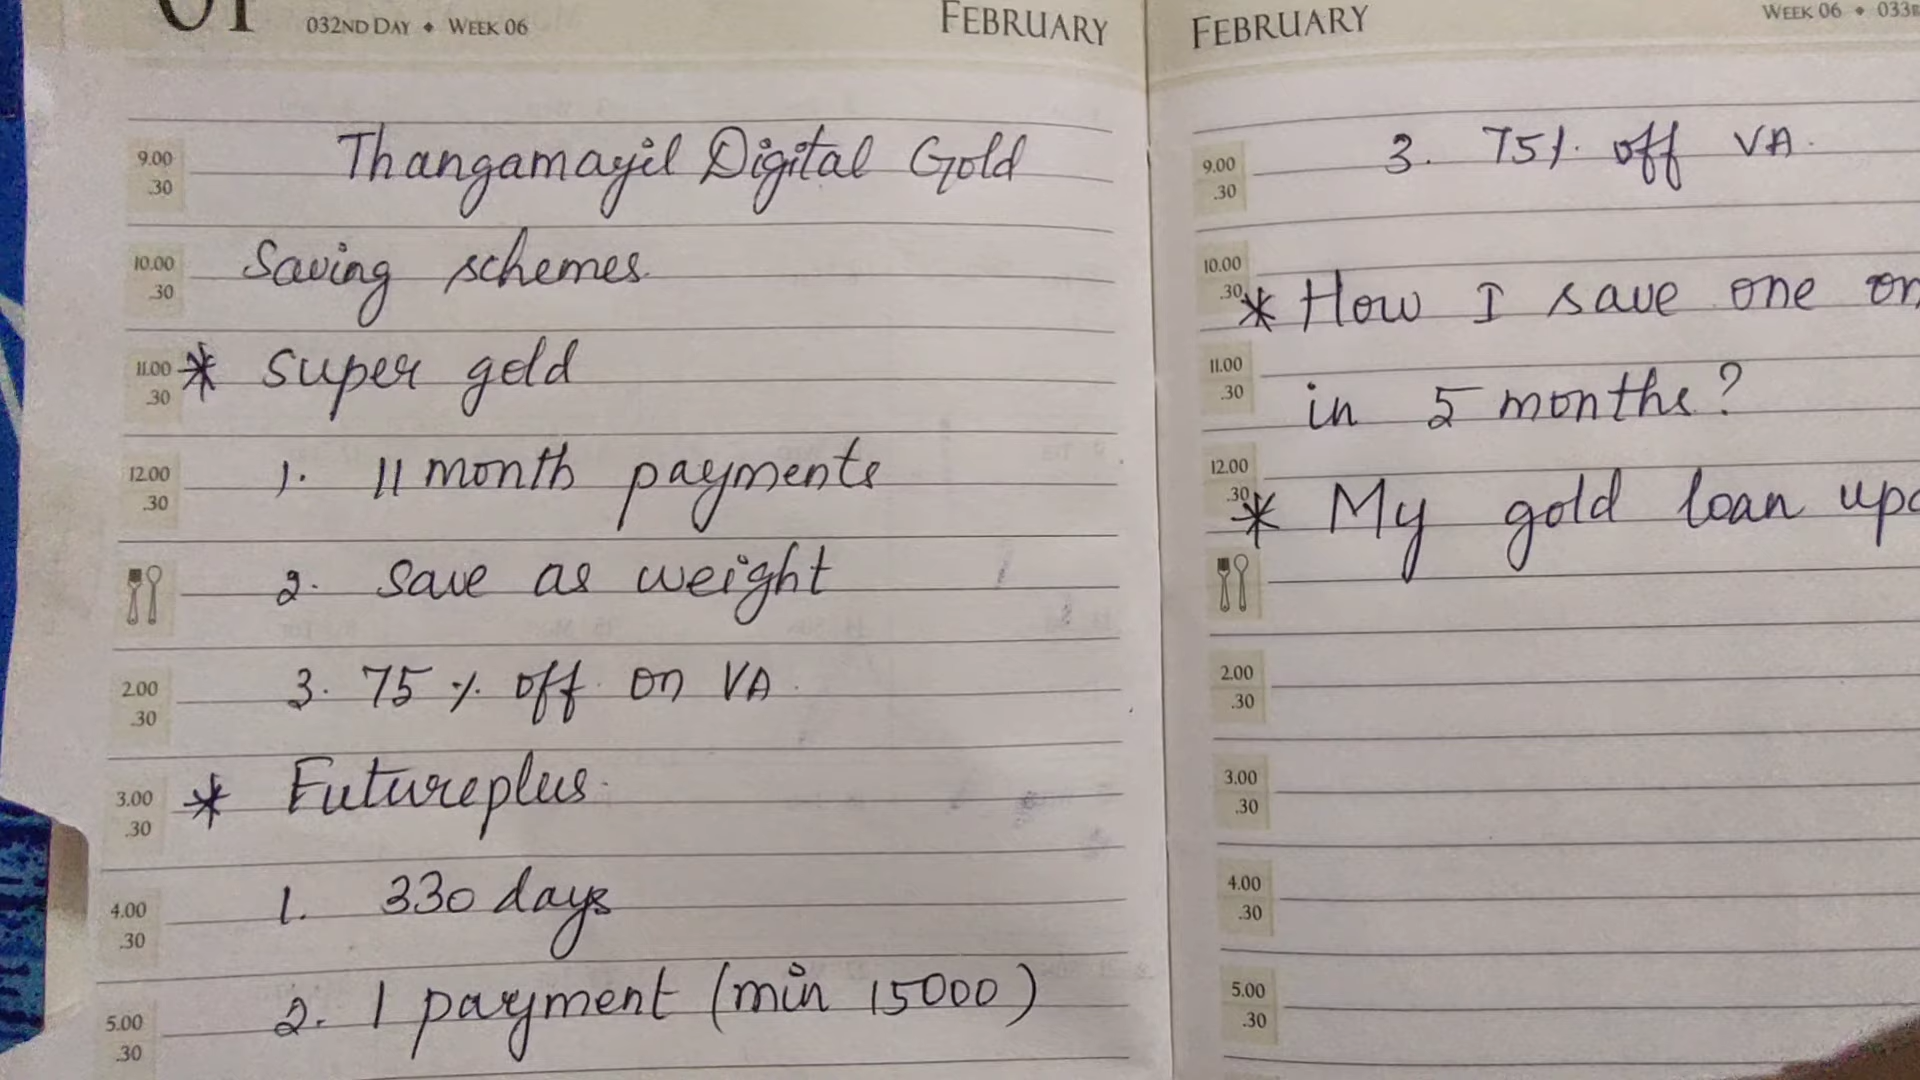 01
032ND DAY ♦ WEEK 06
FEBRUARY
9.00
.30
Thangamayil Digital Gold
10.00
.30
Saving schemes.
11.00
.30
* Super gold
12.00
.30
1. 11 month payments
2. Save as weight
2.00
.30
3. 75 % off on VA.
3.00
.30
* Futureplus.
4.00
.30
1. 330 days
5.00
.30
2. 1 payment (min 15000)
FEBRUARY
WEEK 06 ♦
9.00
.30
3. 75% off VA.
10.00
.30
* How I save one
11.00
.30
in 5 months?
12.00
.30
* My gold loan
2.00
.30
3.00
.30
4.00
.30
5.00
.30